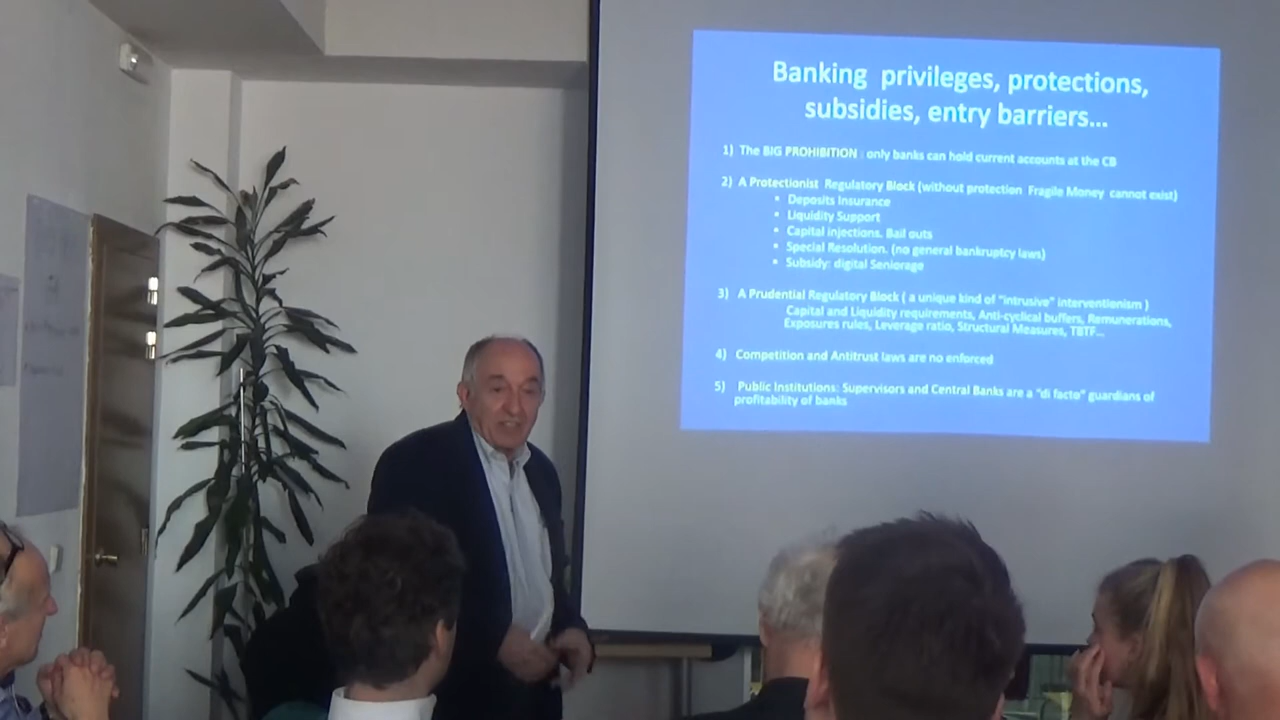 Banking privileges, protections,
subsidies, entry barriers...
1) The BIG PROHIBITION : only banks can hold current accounts at the CB
2) A Protectionist Regulatory Block (without protection Fragile Money cannot exist)
▪ Deposits Insurance
▪ Liquidity Support
▪ Capital injections. Bail outs
▪ Special Resolution. (no general bankruptcy laws)
▪ Subsidy: digital Seniorage
3) A Prudential Regulatory Block ( a unique kind of "intrusive" interventionism )
Capital and Liquidity requirements, Anti-cyclical buffers, Remunerations,
Exposures rules, Leverage ratio, Structural Measures, TBTF...
4) Competition and Antitrust laws are no enforced
5) Public Institutions: Supervisors and Central Banks are a "di facto" guardians of
profitability of banks